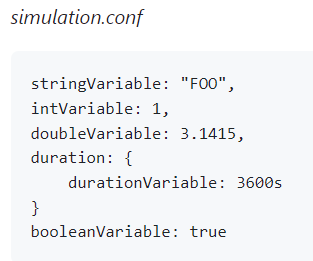 simulation.conf
stringVariable: "FOO",
intVariable: 1,
doubleVariable: 3.1415,
duration: {
    durationVariable: 3600s
}
booleanVariable: true